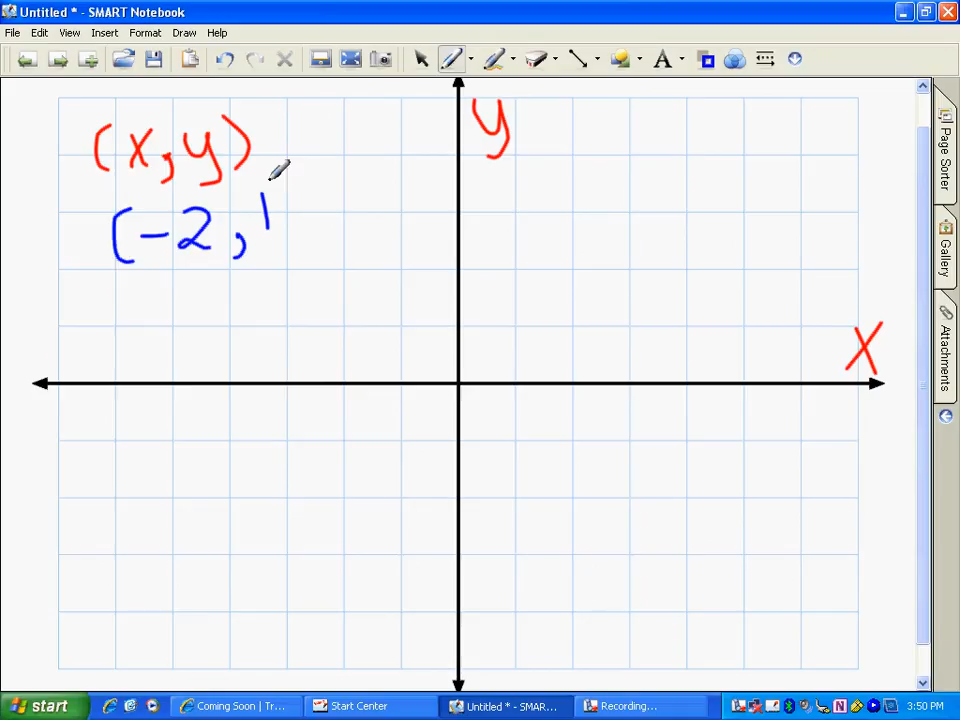 Untitled * - SMART Notebook
File Edit View Insert Format Draw Help
A
y
(x,y)
(-2,1
x
Page Sorter
Gallery
Attachments
start
Coming Soon | Tr...
Start Center
Untitled * - SMAR...
Recording...
N
3:50 PM